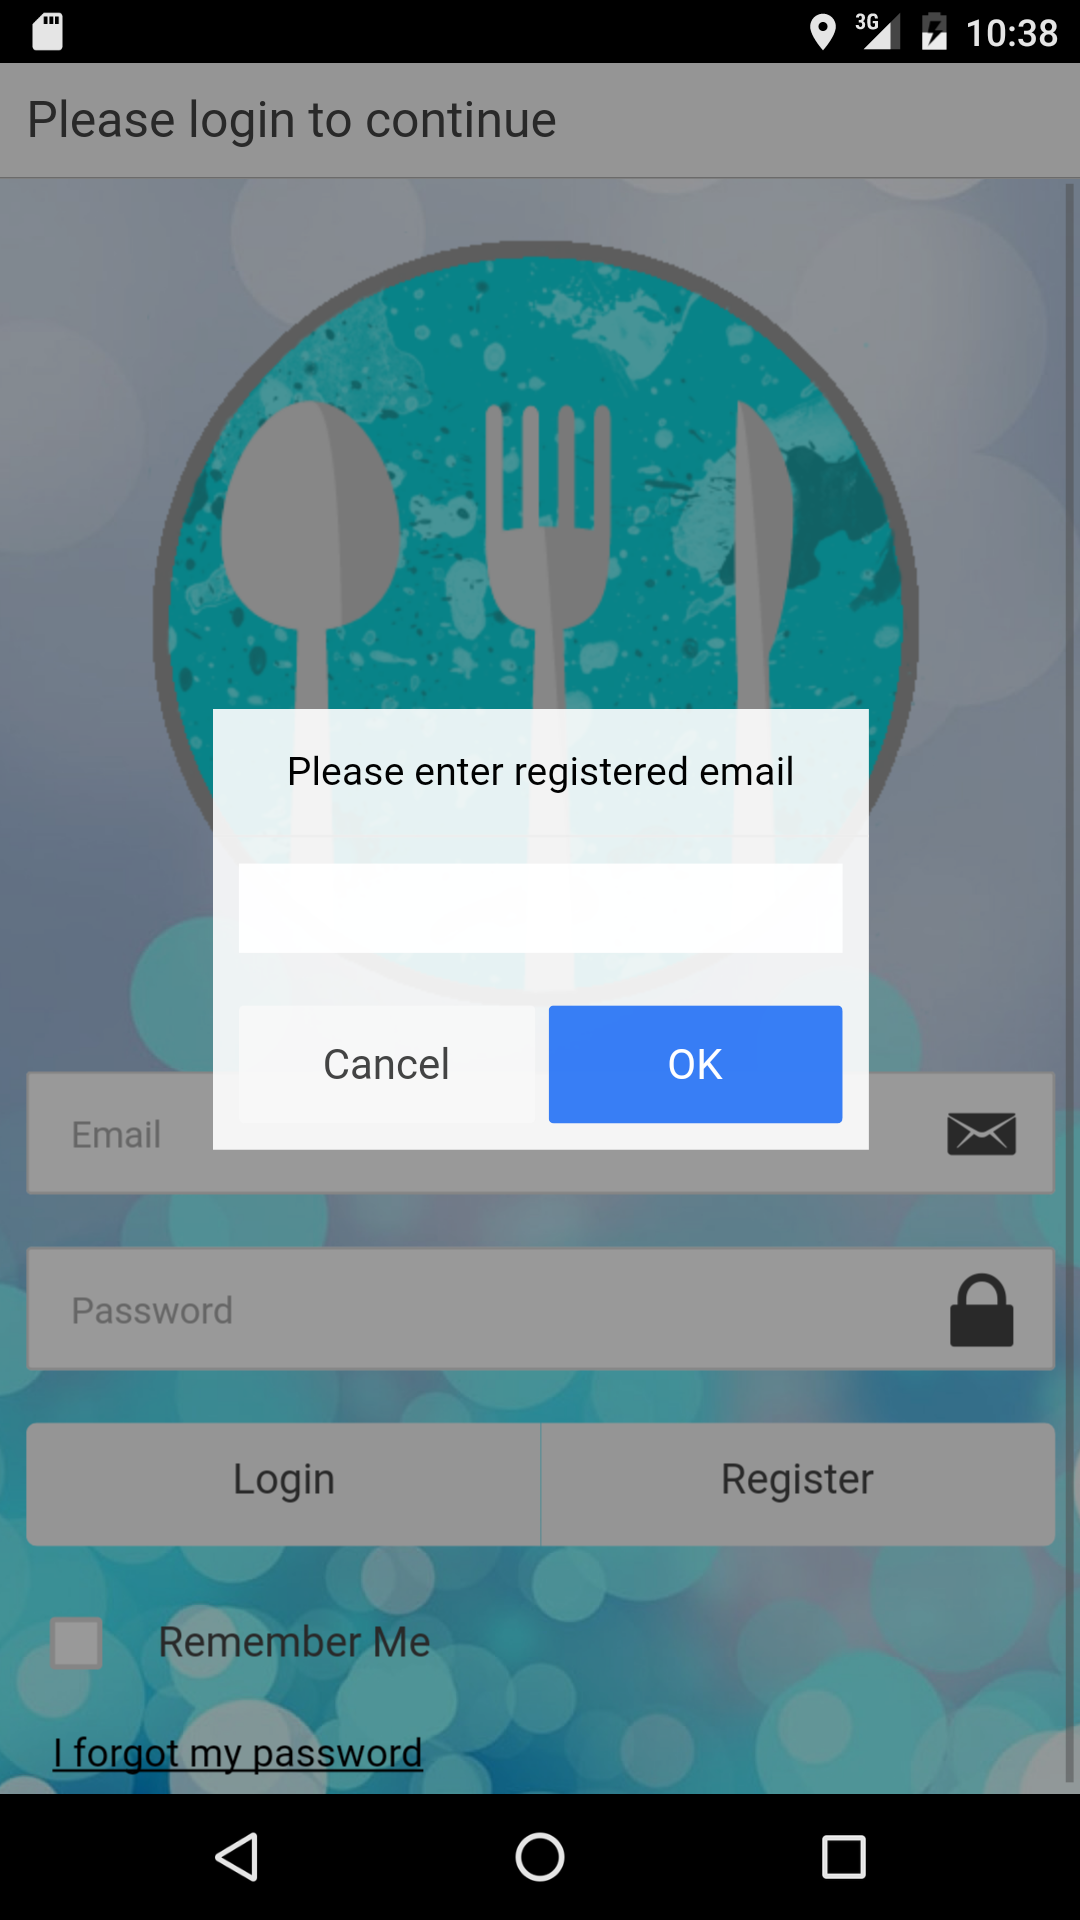 3G 10:38
Please login to continue
Please enter registered email
Cancel OK
Email
Password
Login Register
Remember Me
I forgot my password